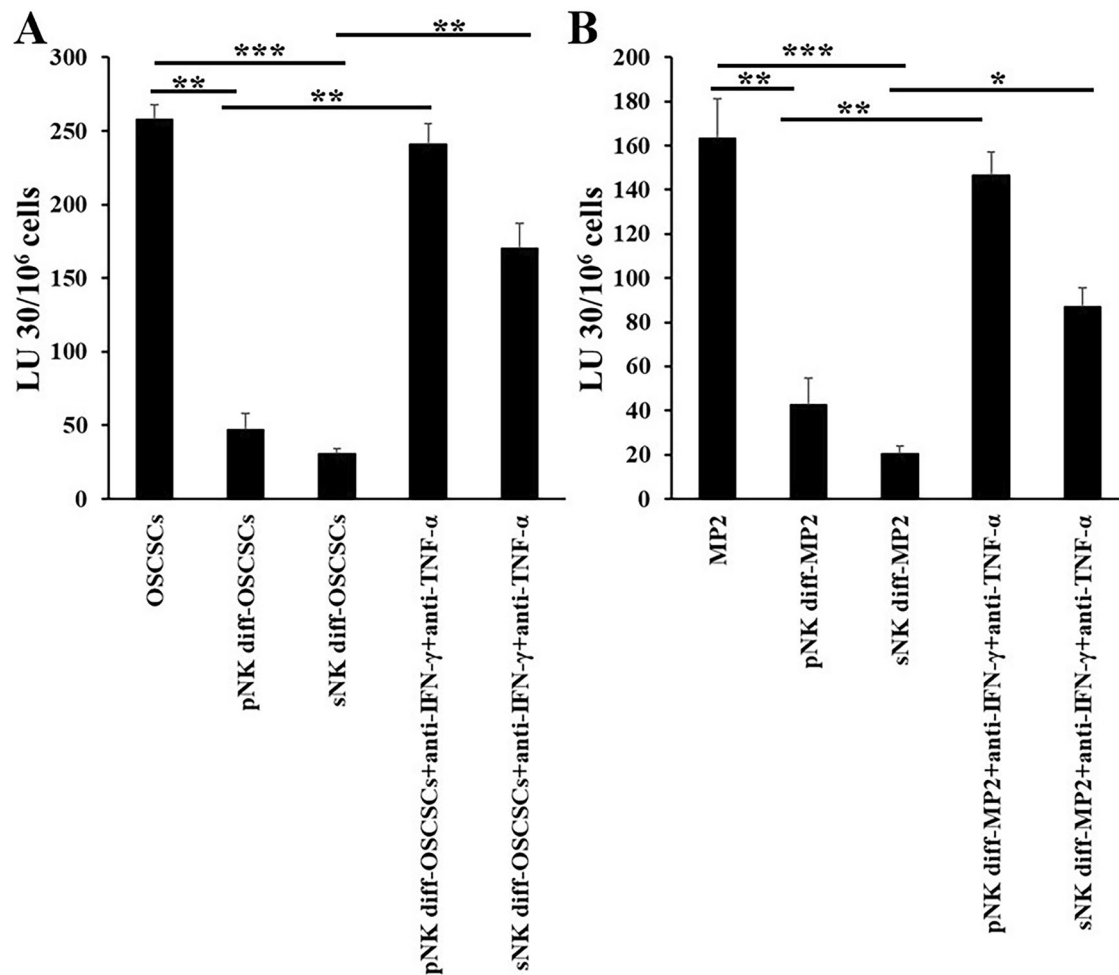 A
LU 30/10⁶ cells
300
250
200
150
100
50
0
**
***
**
**
OSCSCs
pNK diff-OSCSCs
sNK diff-OSCSCs
pNK diff-OSCSCs+anti-IFN-γ+anti-TNF-α
sNK diff-OSCSCs+anti-IFN-γ+anti-TNF-α
B
LU 30/10⁶ cells
200
180
160
140
120
100
80
60
40
20
0
***
**
*
**
MP2
pNK diff-MP2
sNK diff-MP2
pNK diff-MP2+anti-IFN-γ+anti-TNF-α
sNK diff-MP2+anti-IFN-γ+anti-TNF-α